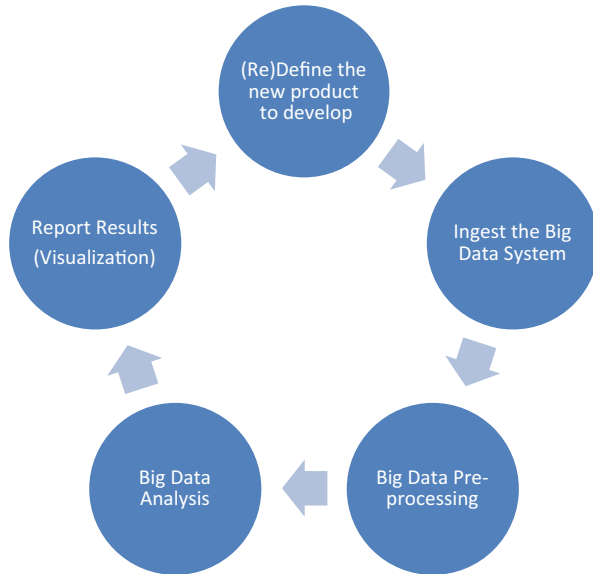 (Re)Define the
new product
to develop
Ingest the Big
Data System
Big Data Pre-
processing
Big Data
Analysis
Report Results
(Visualization)